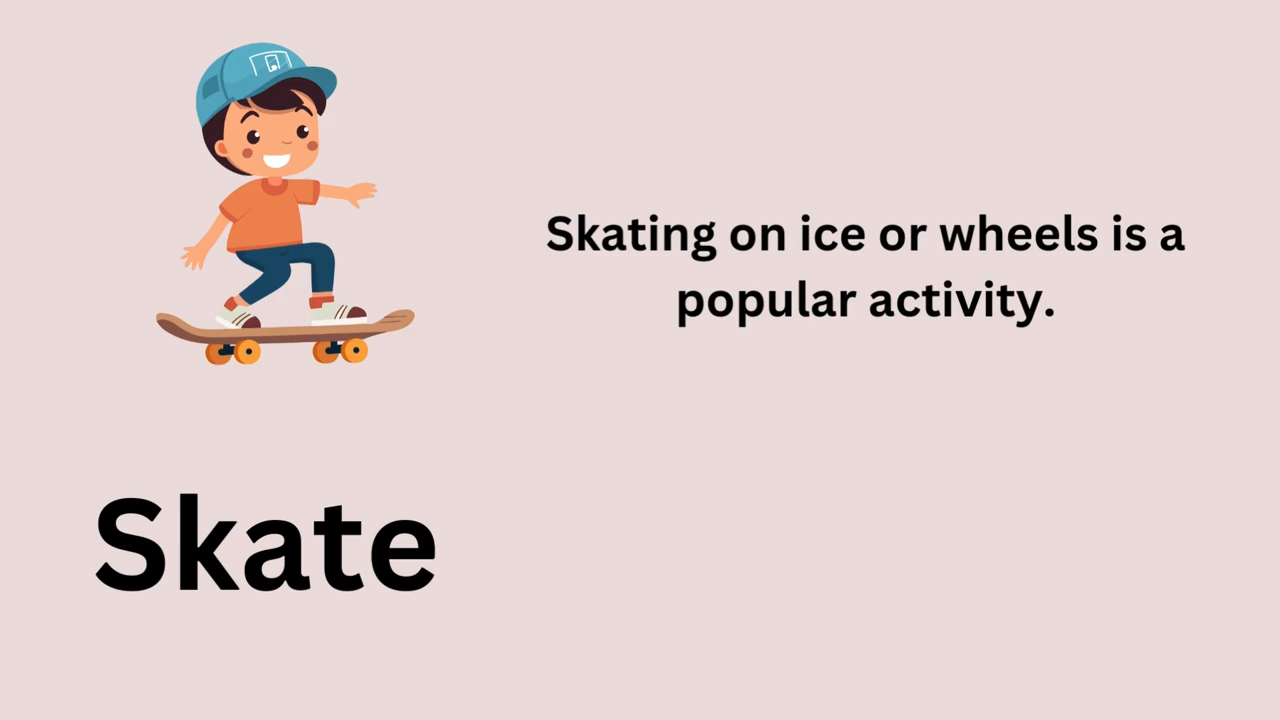 Skating on ice or wheels is a
popular activity.
Skate